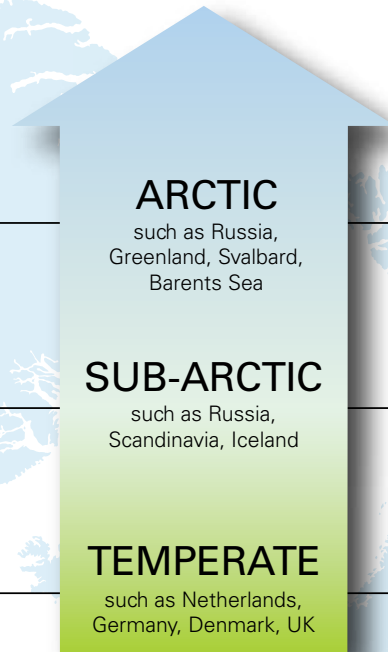 ARCTIC
such as Russia,
Greenland, Svalbard,
Barents Sea
SUB-ARCTIC
such as Russia,
Scandinavia, Iceland
TEMPERATE
such as Netherlands,
Germany, Denmark, UK